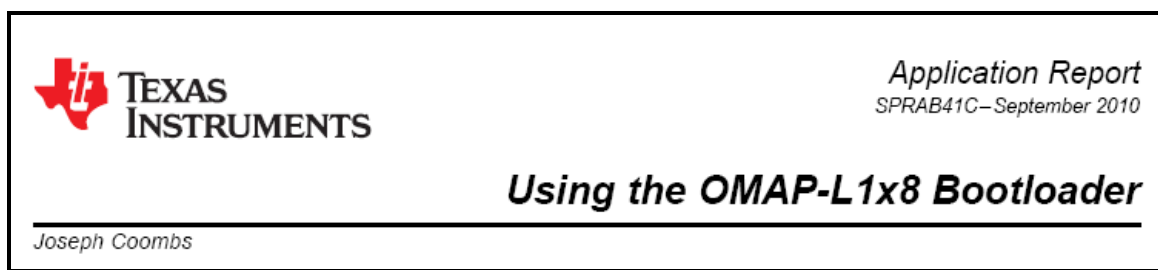 TEXAS
INSTRUMENTS
Application Report
SPRAB41C–September 2010
Using the OMAP-L1x8 Bootloader
Joseph Coombs